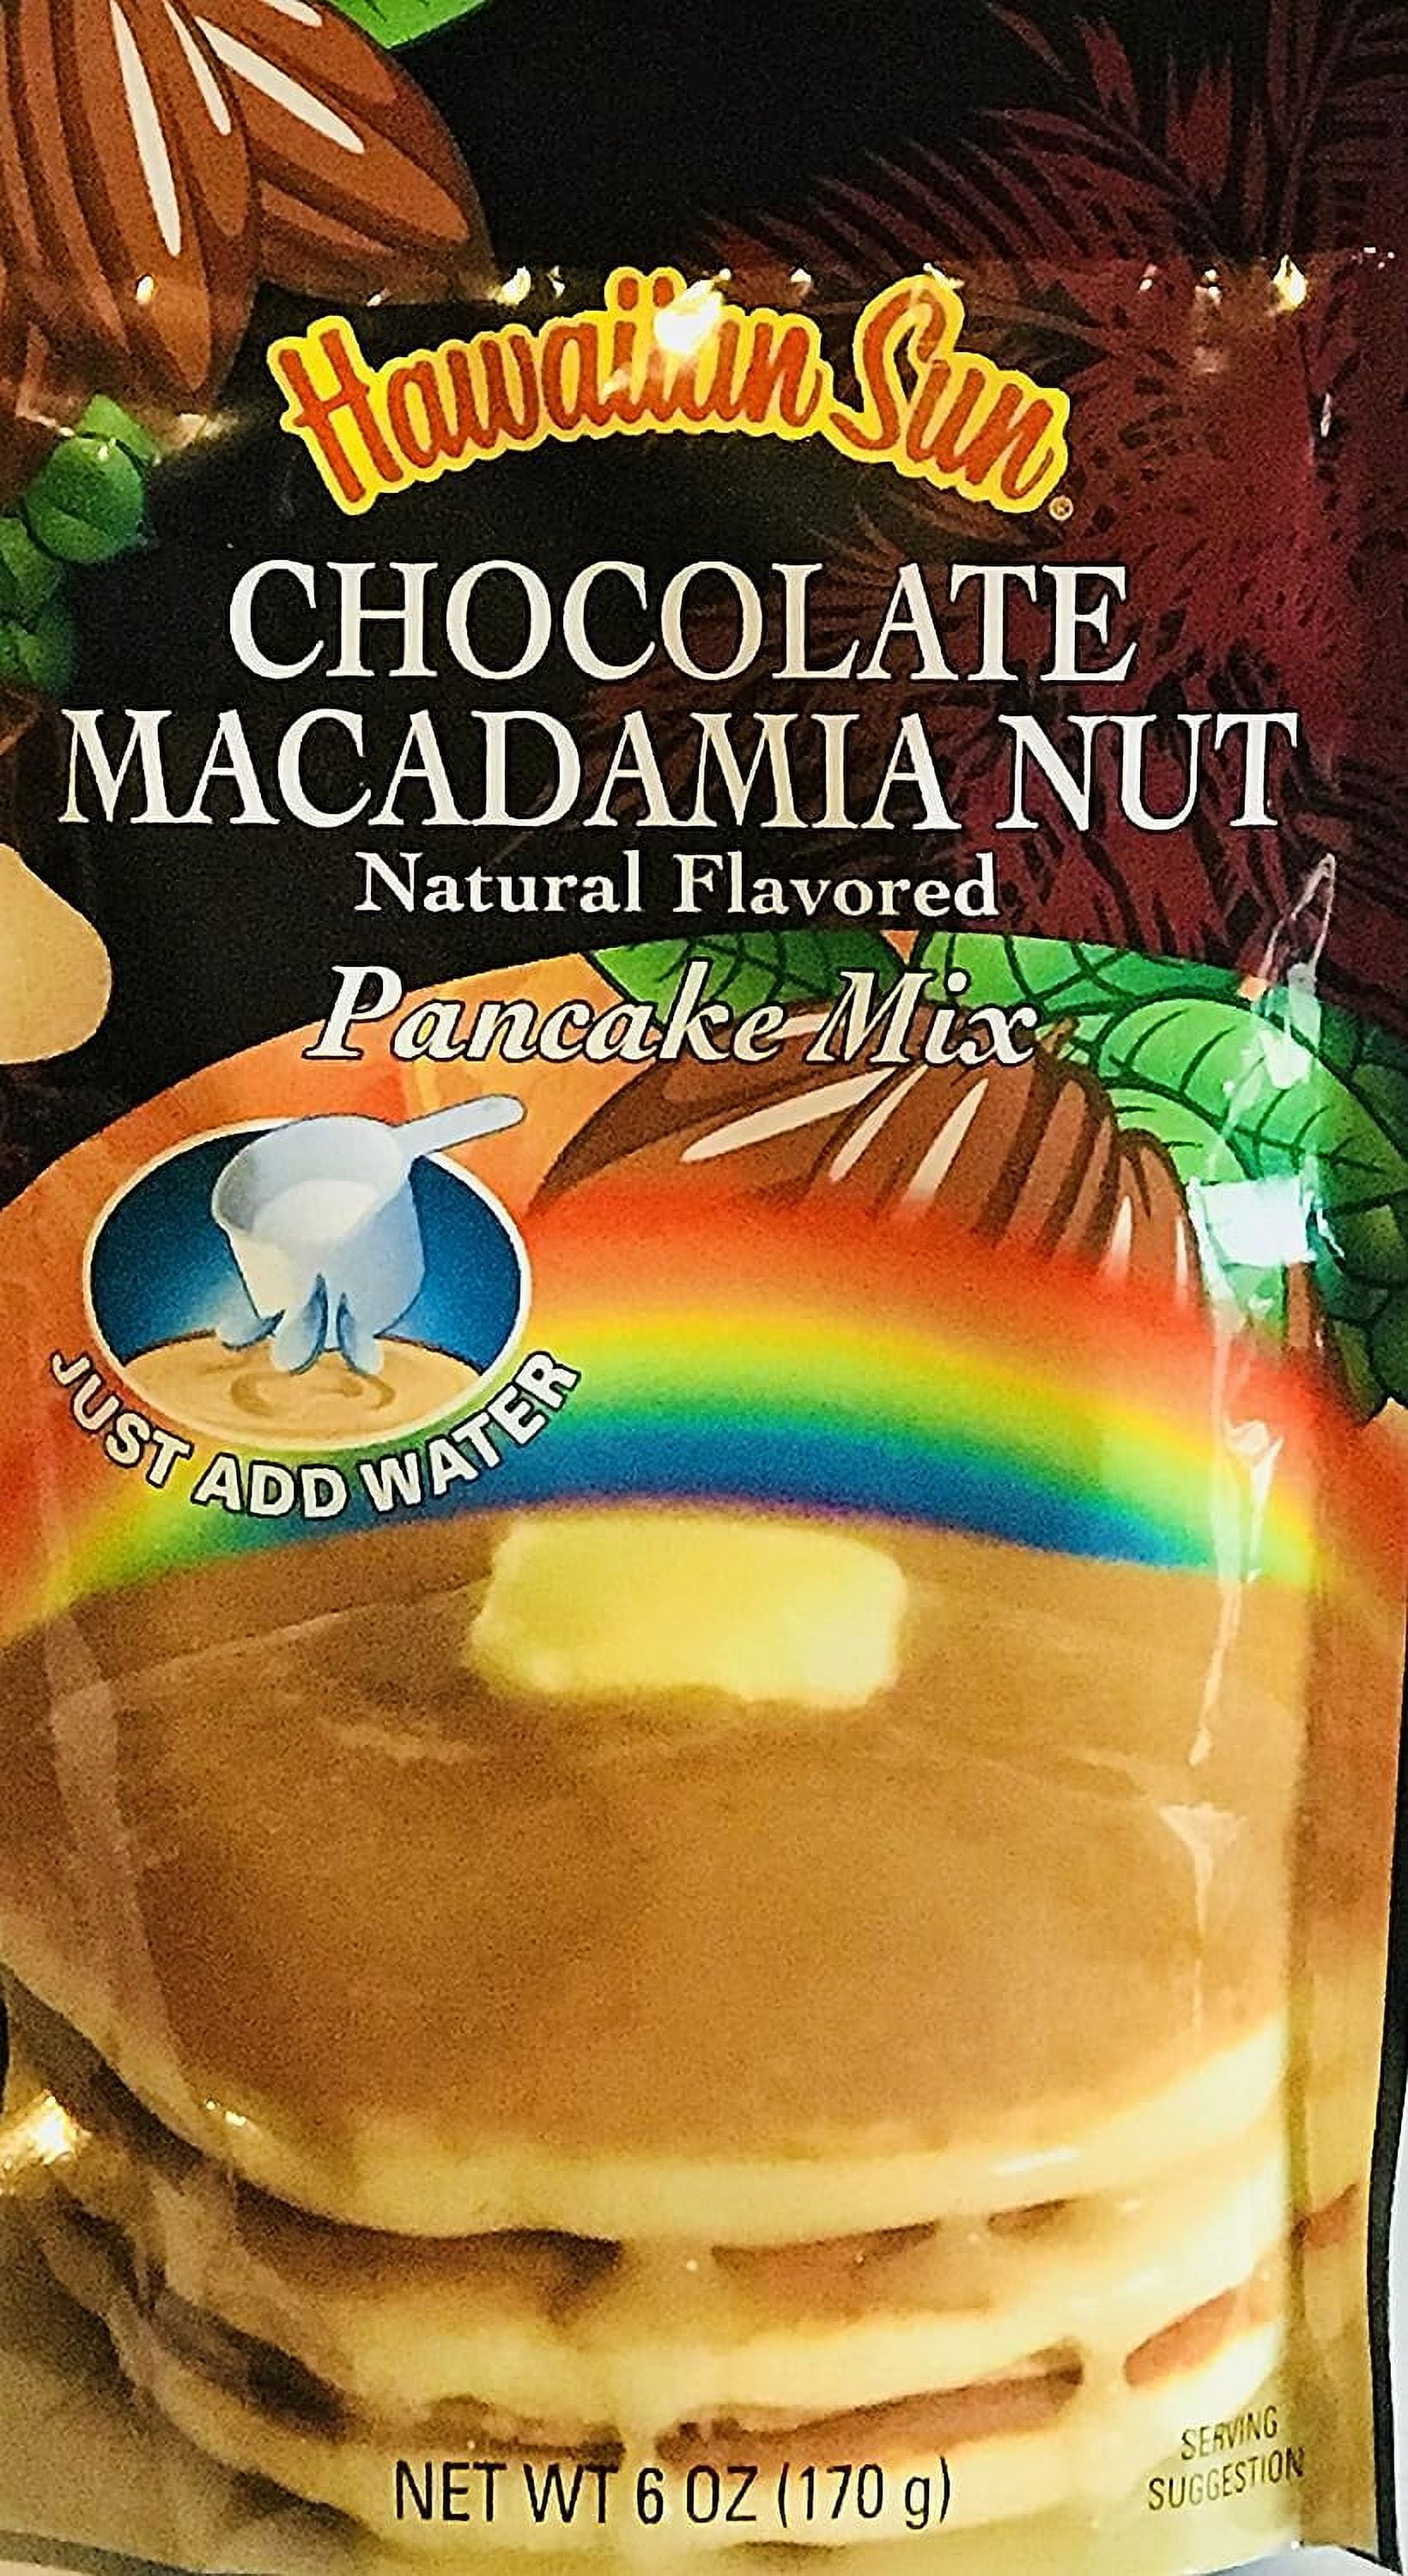 Hawaiian Sun®
CHOCOLATE
MACADAMIA NUT
Natural Flavored
Pancake Mix
JUST ADD WATER
SERVING
SUGGESTION
NET WT 6 OZ (170 g)